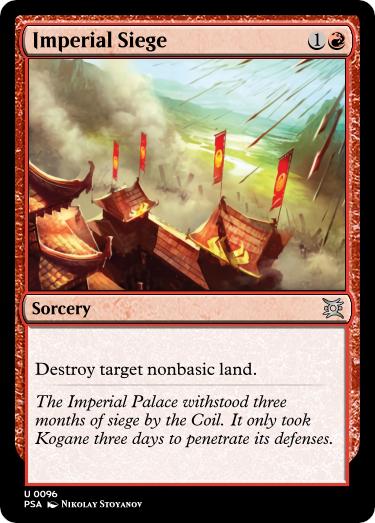 Imperial Siege 1
Sorcery
Destroy target nonbasic land.
The Imperial Palace withstood three
months of siege by the Coil. It only took
Kogane three days to penetrate its defenses.
U 0096
PSA Nikolay Stoyanov